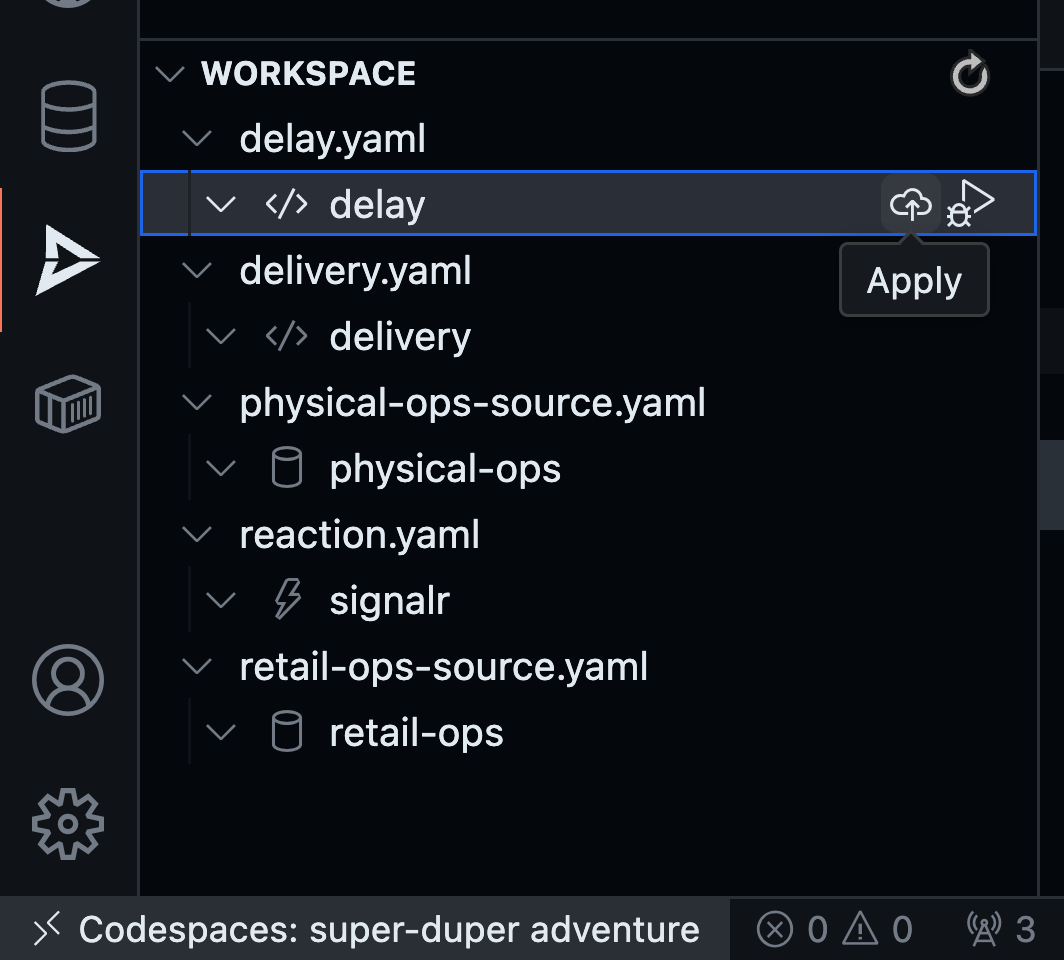 WORKSPACE
delay.yaml
delay
Apply
delivery.yaml
delivery
physical-ops-source.yaml
physical-ops
reaction.yaml
signalr
retail-ops-source.yaml
retail-ops
Codespaces: super-duper adventure 0 0 3